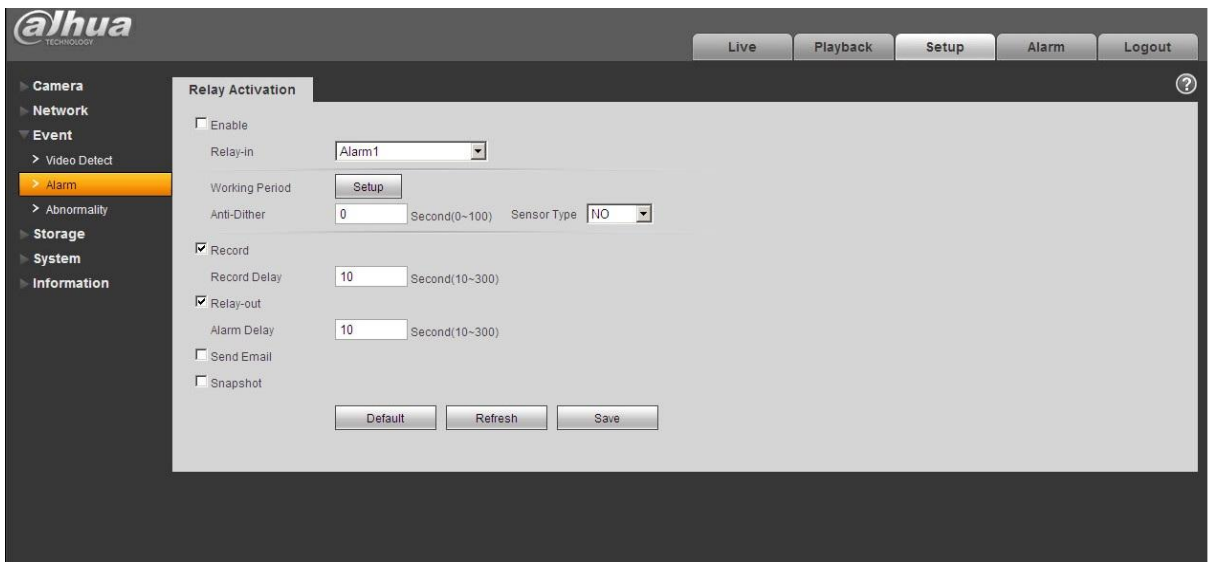 alhua
TECHNOLOGY
Live
Playback
Setup
Alarm
Logout
Camera
Network
Event
> Video Detect
> Alarm
> Abnormality
Storage
System
Information
Relay Activation
?
Enable
Relay-in Alarm1
Working Period Setup
Anti-Dither 0 Second(0~100) Sensor Type NO
Record
Record Delay 10 Second(10~300)
Relay-out
Alarm Delay 10 Second(10~300)
Send Email
Snapshot
Default Refresh Save